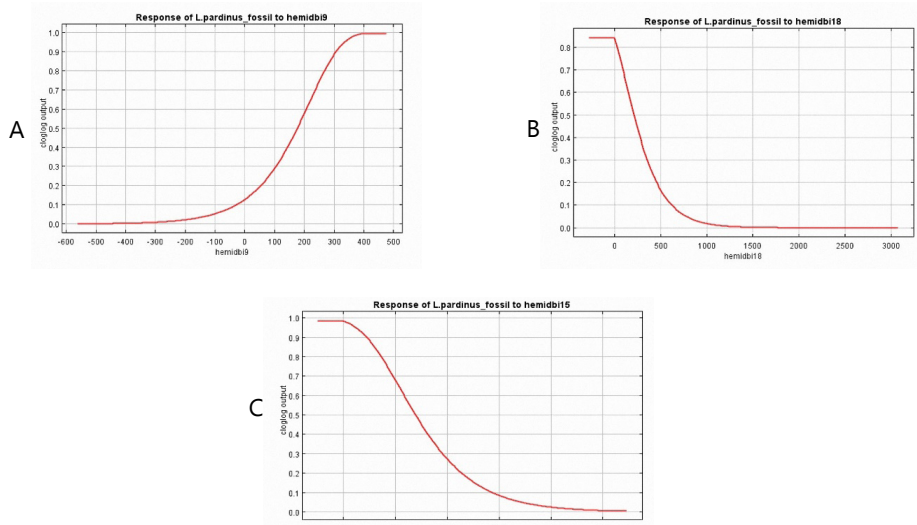 A
Response of L.pardinus_fossil to hemidbi9
cloglog output
1.0
0.9
0.8
0.7
0.6
0.5
0.4
0.3
0.2
0.1
0.0
-600 -500 -400 -300 -200 -100 0 100 200 300 400 500
hemidbi9
B
Response of L.pardinus_fossil to hemidbi18
cloglog output
0.8
0.7
0.6
0.5
0.4
0.3
0.2
0.1
0.0
0 500 1000 1500 2000 2500 3000
hemidbi18
C
Response of L.pardinus_fossil to hemidbi15
cloglog output
1.0
0.9
0.8
0.7
0.6
0.5
0.4
0.3
0.2
0.1
0.0